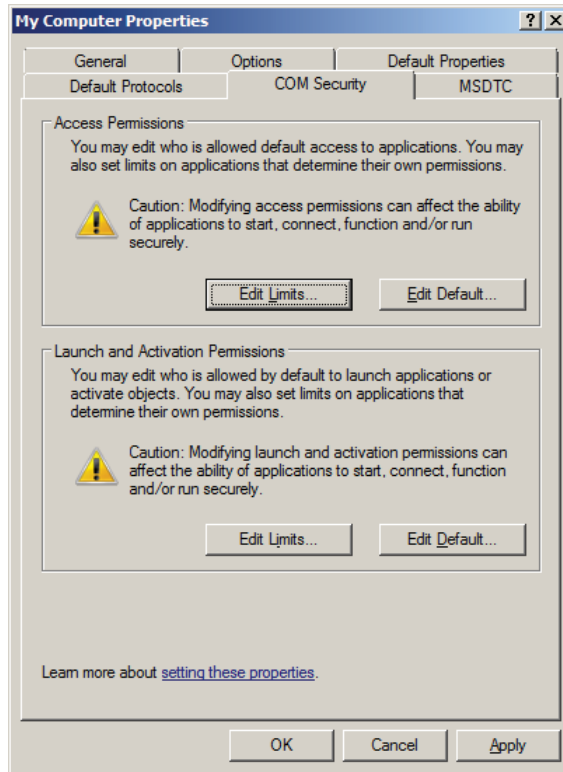 My Computer Properties
General Options Default Properties
Default Protocols COM Security MSDTC
Access Permissions
You may edit who is allowed default access to applications. You may
also set limits on applications that determine their own permissions.
Caution: Modifying access permissions can affect the ability
of applications to start, connect, function and/or run
securely.
Edit Limits... Edit Default...
Launch and Activation Permissions
You may edit who is allowed by default to launch applications or
activate objects. You may also set limits on applications that
determine their own permissions.
Caution: Modifying launch and activation permissions can
affect the ability of applications to start, connect, function
and/or run securely.
Edit Limits... Edit Default...
Learn more about setting these properties.
OK Cancel Apply